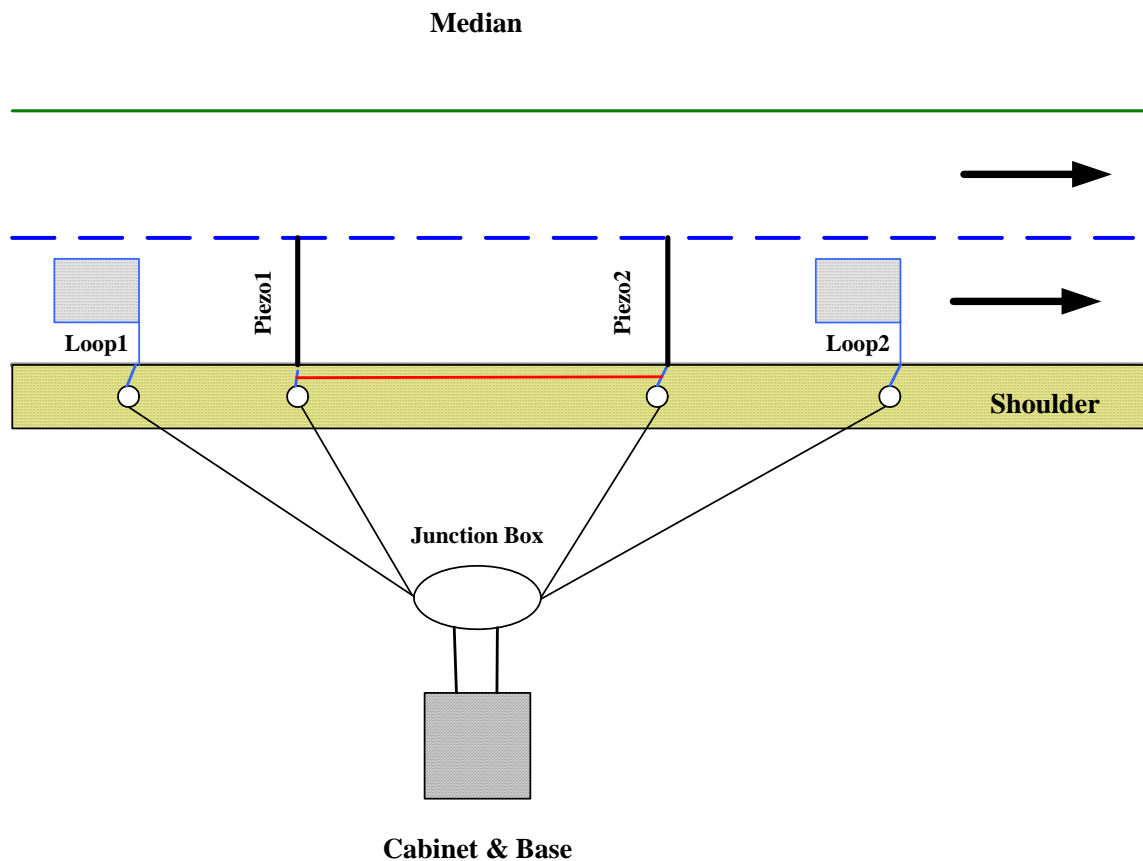 Median
Piezo1
Piezo2
Loop1
Loop2
Shoulder
Junction Box
Cabinet & Base